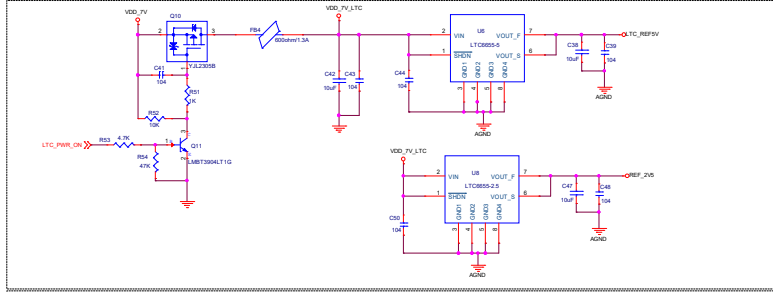 VDD_7V
Q10
2
3
1
YJL2305B
C41
104
R51
1K
R52
10K
LTC_PWR_ON
R53
4.7K
R54
47K
1
3
2
Q11
LMBT3904LT1G
FB4
600ohm/1.3A
VDD_7V_LTC
C42
10uF
C43
104
C44
104
U6
LTC6655-5
2
VIN
1
SHDN
VOUT_F
7
VOUT_S
6
GND1
GND2
GND3
GND4
3
4
5
8
AGND
LTC_REF5V
C38
10uF
C39
104
AGND
VDD_7V_LTC
C50
104
U8
LTC6655-2.5
2
VIN
1
SHDN
VOUT_F
7
VOUT_S
6
GND1
GND2
GND3
GND4
3
4
5
8
AGND
REF_2V5
C47
10uF
C48
104
AGND